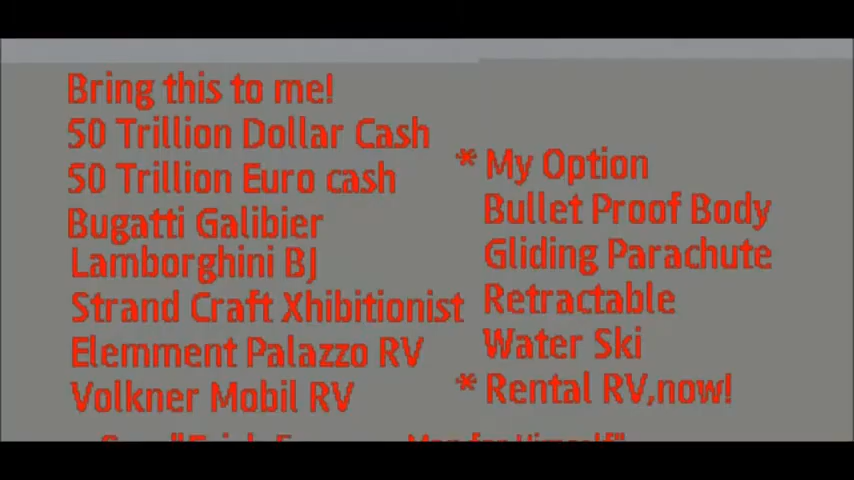 Bring this to me!
50 Trillion Dollar Cash
50 Trillion Euro cash
Bugatti Galibier
Lamborghini BJ
Strand Craft Xhibitionist
Elemment Palazzo RV
Volkner Mobil RV
* My Option
Bullet Proof Body
Gliding Parachute
Retractable
Water Ski
* Rental RV,now!